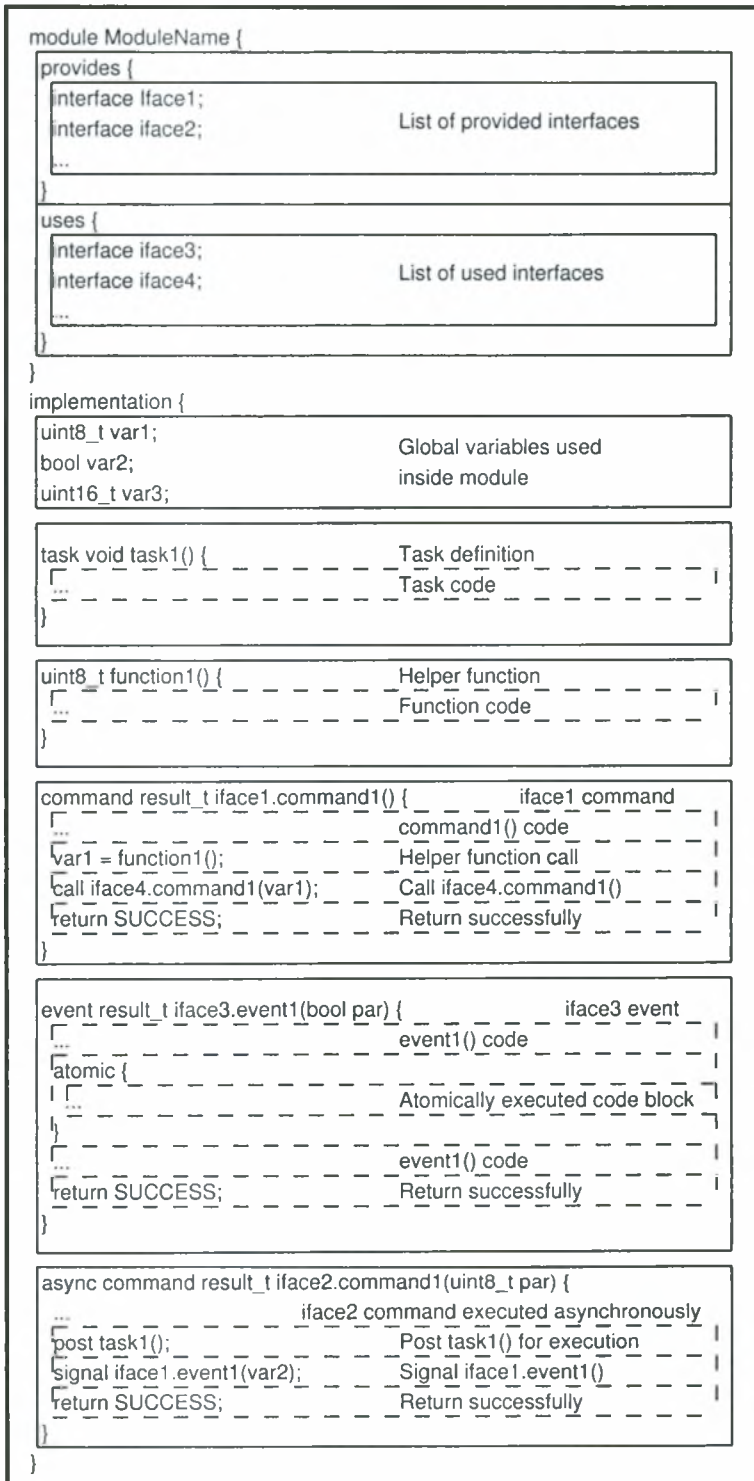 module ModuleName {
provides {
interface Iface1;
interface iface2;
List of provided interfaces
...
}
uses {
interface iface3;
interface iface4;
List of used interfaces
...
}
}
implementation {
uint8_t var1;
bool var2;
uint16_t var3;
Global variables used
inside module
task void task1() { Task definition
... Task code
}
uint8_t function1() { Helper function
... Function code
}
command result_t iface1.command1() { iface1 command
... command1() code
var1 = function1(); Helper function call
call iface4.command1(var1); Call iface4.command1()
return SUCCESS; Return successfully
}
event result_t iface3.event1(bool par) { iface3 event
... event1() code
atomic {
... Atomically executed code block
}
... event1() code
return SUCCESS; Return successfully
}
async command result_t iface2.command1(uint8_t par) {
... iface2 command executed asynchronously
post task1(); Post task1() for execution
signal iface1.event1(var2); Signal iface1.event1()
return SUCCESS; Return successfully
}
}